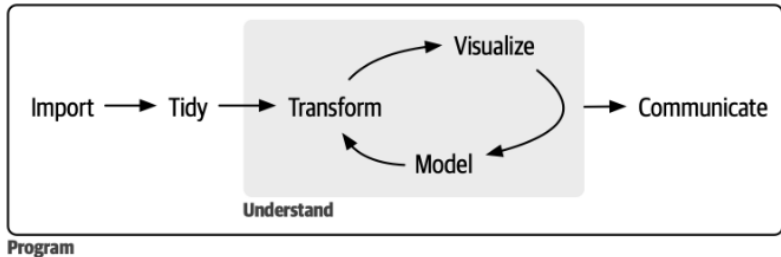 Visualize
Import
Tidy
Transform
Communicate
Model
Understand
Program